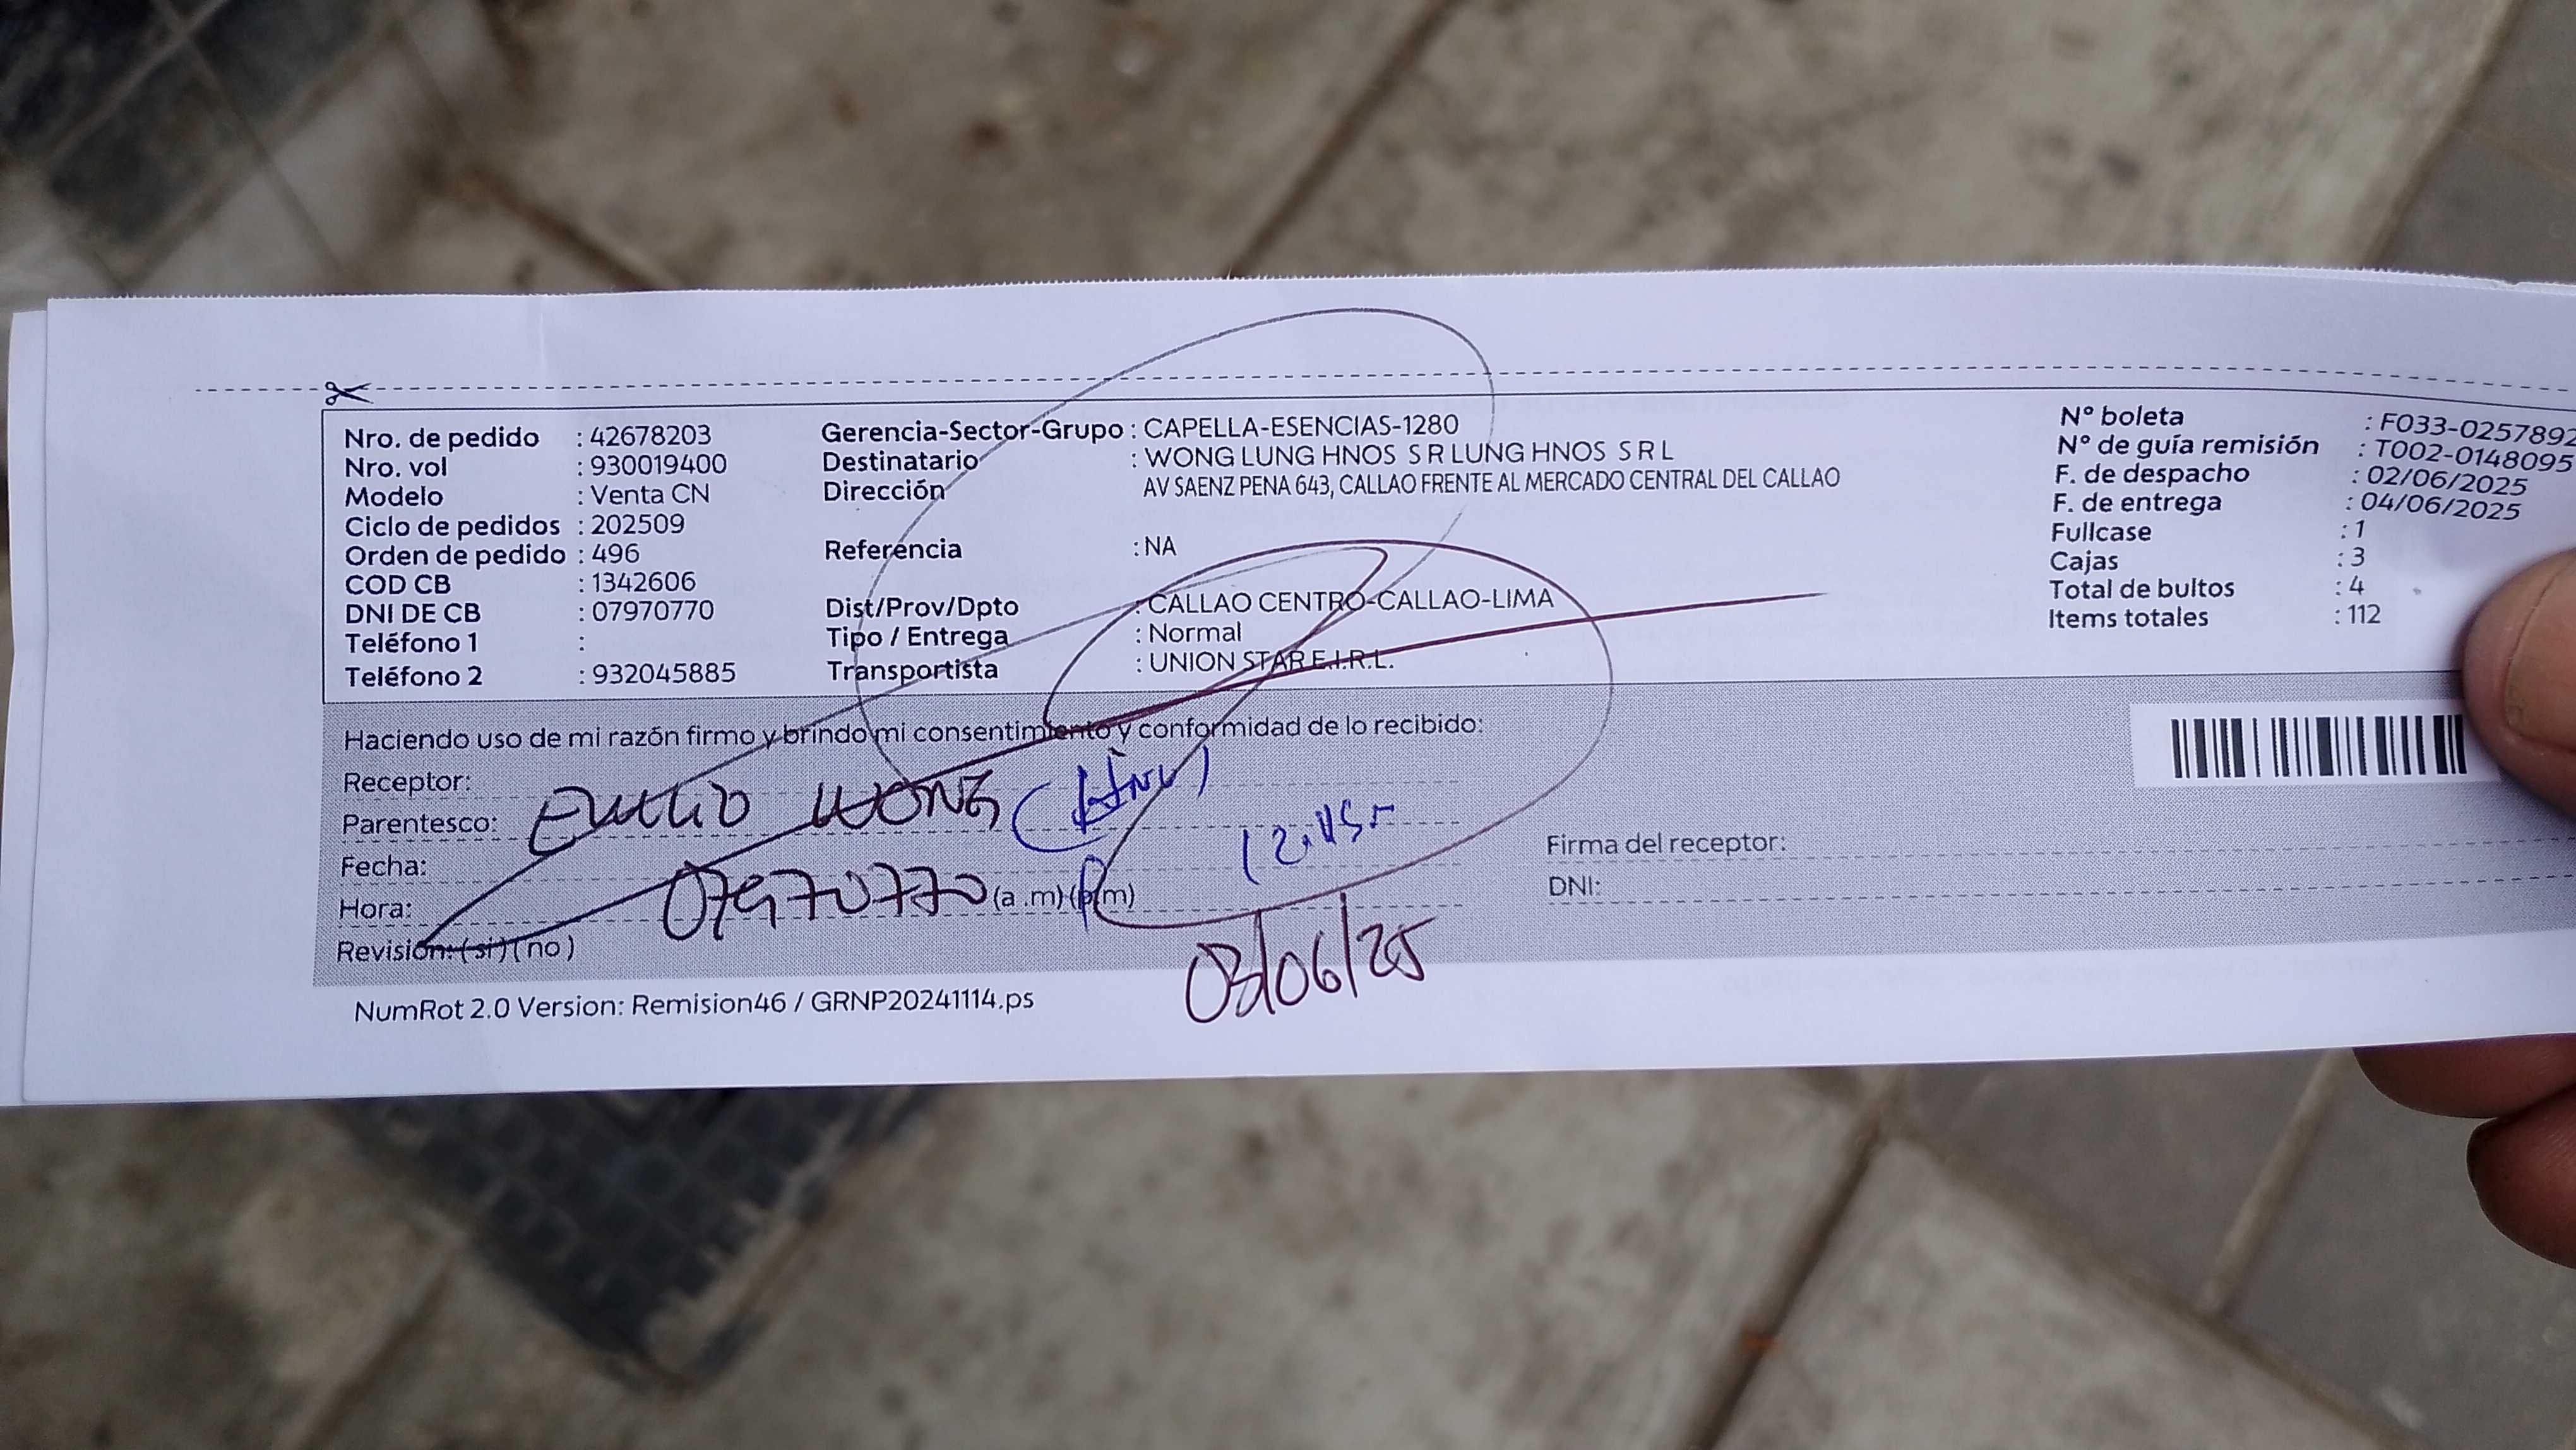 Nro. de pedido : 42678203
Nro. vol : 930019400
Modelo : Venta CN
Ciclo de pedidos : 202509
Orden de pedido : 496
COD CB : 1342606
DNI DE CB : 07970770
Teléfono 1 :
Teléfono 2 : 932045885
Gerencia-Sector-Grupo : CAPELLA-ESENCIAS-1280
Destinatario : WONG LUNG HNOS S R LUNG HNOS S R L
Dirección AV SAENZ PENA 643, CALLAO FRENTE AL MERCADO CENTRAL DEL CALLAO
Referencia : NA
Dist/Prov/Dpto : CALLAO CENTRO-CALLAO-LIMA
Tipo / Entrega : Normal
Transportista : UNION STAR E.I.R.L.
N° boleta : F033-0257892
N° de guía remisión : T002-0148095
F. de despacho : 02/06/2025
F. de entrega : 04/06/2025
Fullcase : 1
Cajas : 3
Total de bultos : 4
Items totales : 112
Haciendo uso de mi razón firmo y brindo mi consentimiento y conformidad de lo recibido:
Receptor:
Parentesco: EMILIO WONG
Fecha:
Hora: 07970770 (a .m) (p.m)
Revisión: (si) (no)
03/06/25
Firma del receptor:
DNI:
NumRot 2.0 Version: Remision46 / GRNP20241114.ps